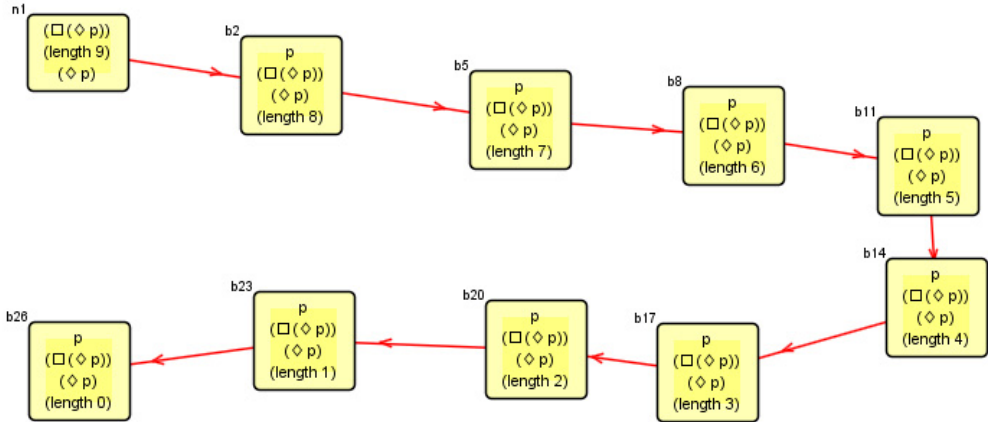 n1
(□(◇ p))
(length 9)
(◇ p)
b2
p
(□(◇ p))
(◇ p)
(length 8)
b5
p
(□(◇ p))
(◇ p)
(length 7)
b8
p
(□(◇ p))
(◇ p)
(length 6)
b11
p
(□(◇ p))
(◇ p)
(length 5)
b14
p
(□(◇ p))
(◇ p)
(length 4)
b17
p
(□(◇ p))
(◇ p)
(length 3)
b20
p
(□(◇ p))
(◇ p)
(length 2)
b23
p
(□(◇ p))
(◇ p)
(length 1)
b26
p
(□(◇ p))
(◇ p)
(length 0)